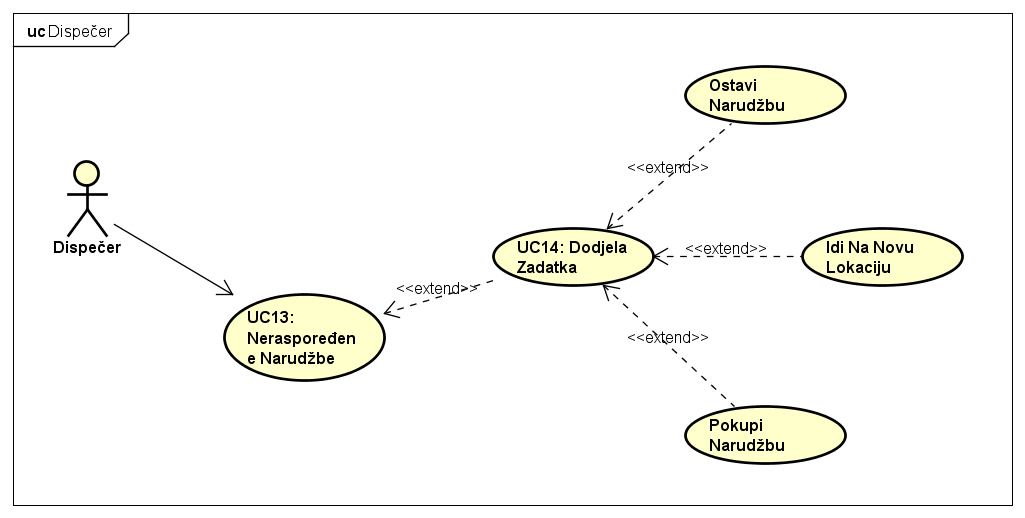 uc Dispečer
Ostavi
Narudžbu
<<extend>>
Dispečer
UC14: Dodjela
Zadatka
<<extend>>
Idi Na Novu
Lokaciju
<<extend>>
UC13:
Neraspoređen
e Narudžbe
<<extend>>
Pokupi
Narudžbu